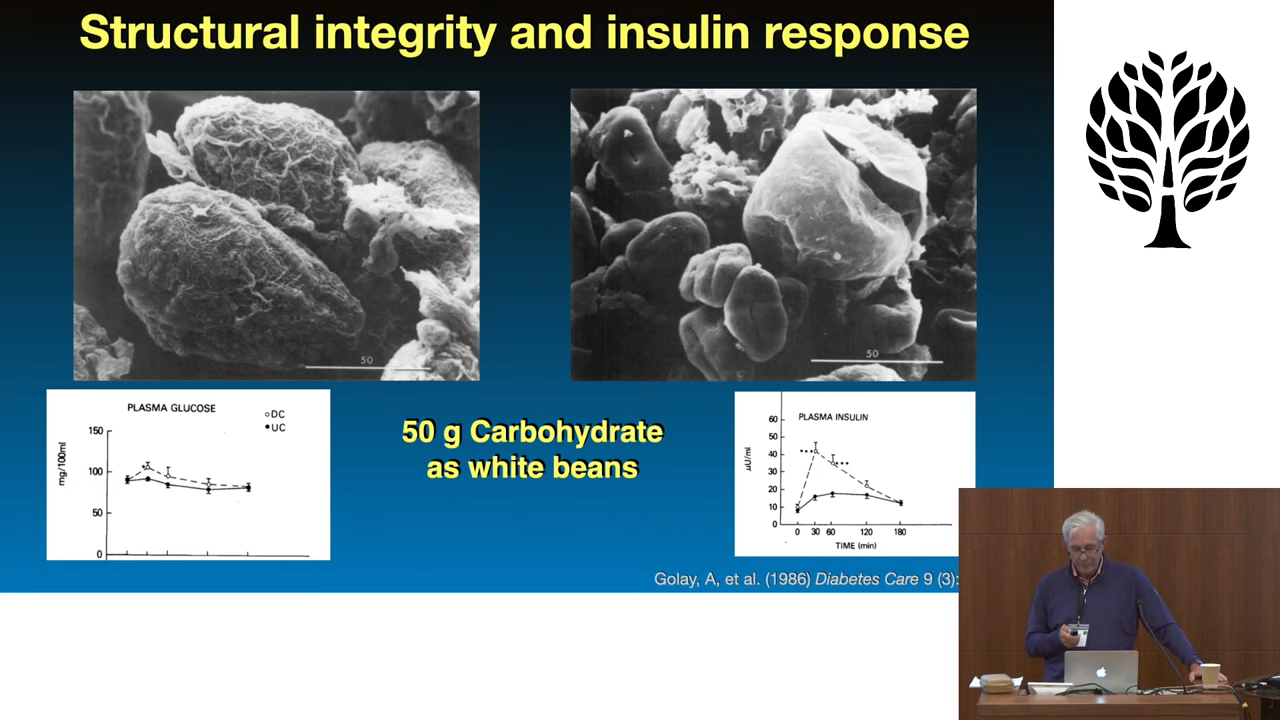 Structural integrity and insulin response
50
50
PLASMA GLUCOSE
○DC
●UC
mg/100ml
150
100
50
0
50 g Carbohydrate
as white beans
PLASMA INSULIN
μU/ml
60
50
40
30
20
10
0
***
***
0 30 60 120 180
TIME (min)
Golay, A, et al. (1986) Diabetes Care 9 (3):